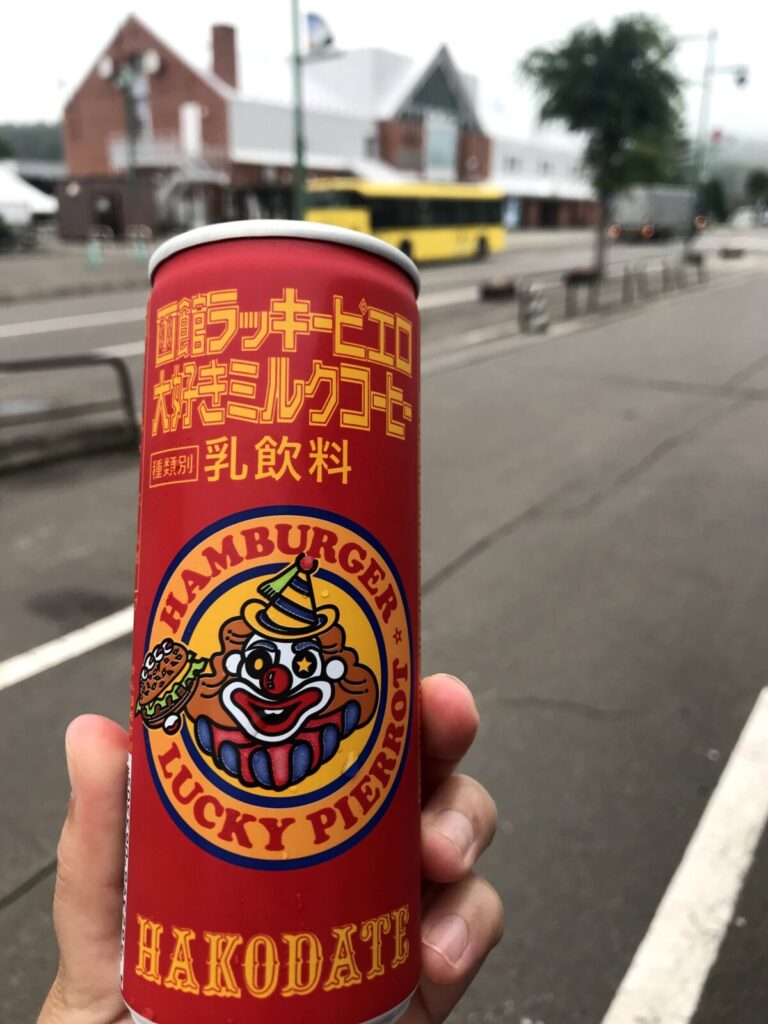 函館ラッキーピエロ
大好きミルクコーヒー
種類別 乳飲料
HAMBURGER
LUCKY PIERROT
HAKODATE